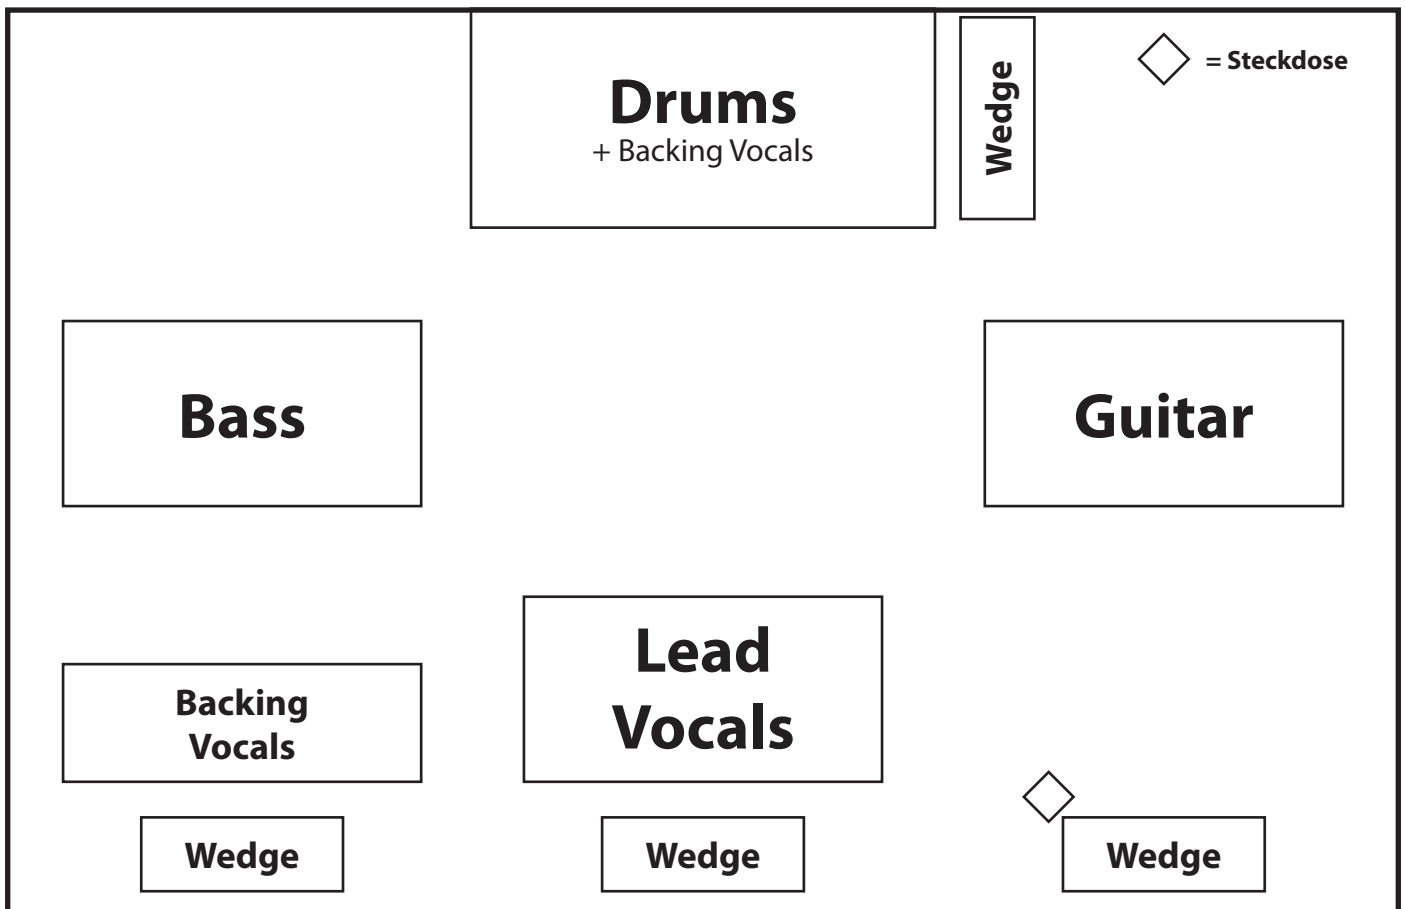 Drums
+ Backing Vocals
Wedge
= Steckdose
Bass
Guitar
Lead
Vocals
Backing
Vocals
Wedge
Wedge
Wedge